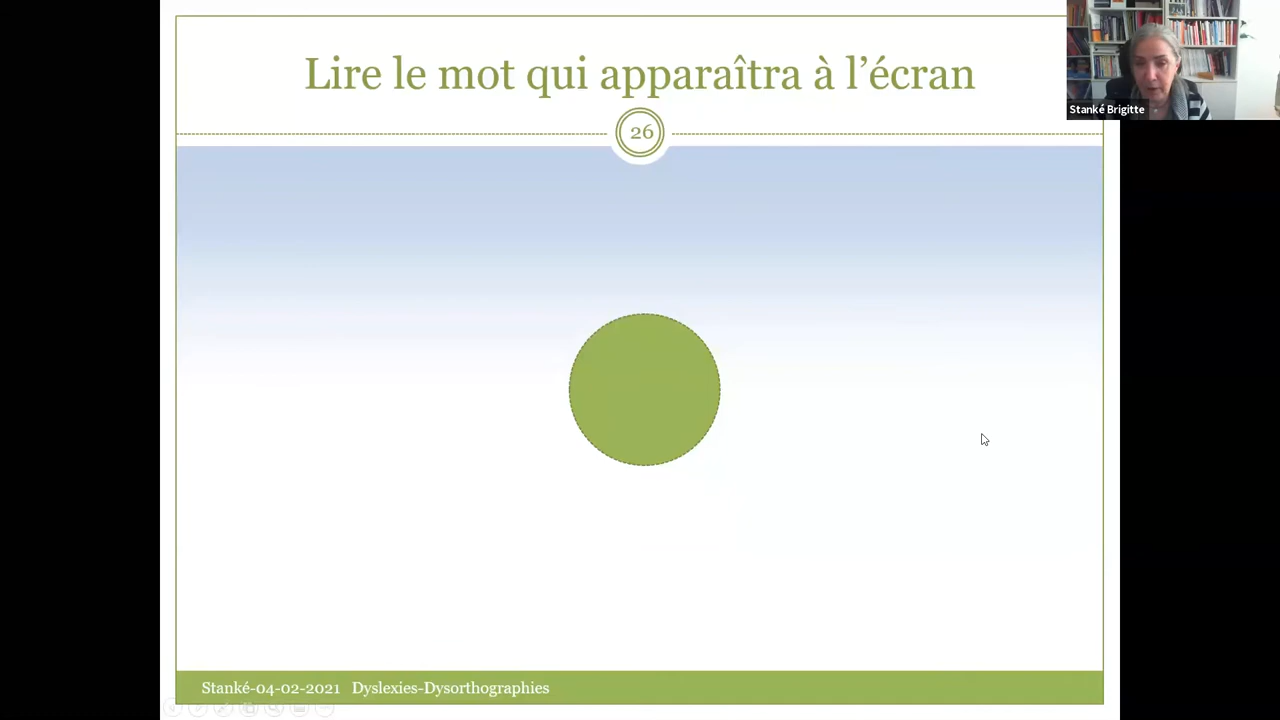 Lire le mot qui apparaîtra à l'écran
26
Stanké Brigitte
Stanké-04-02-2021 Dyslexies-Dysorthographies